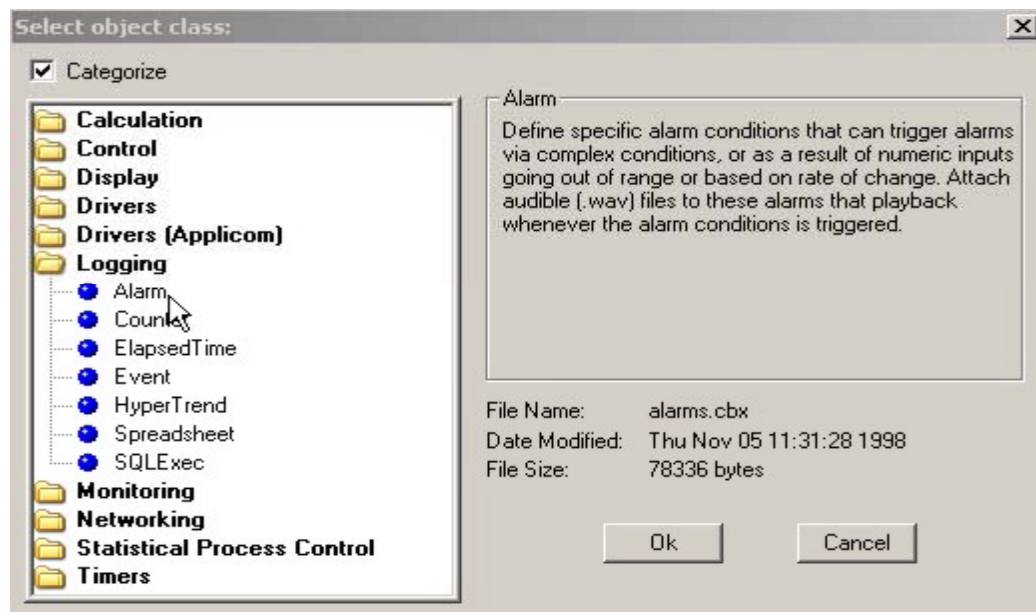 Select object class:
Categorize
Calculation
Control
Display
Drivers
Drivers (Applicom)
Logging
Alarm
Counter
ElapsedTime
Event
HyperTrend
Spreadsheet
SQLExec
Monitoring
Networking
Statistical Process Control
Timers
Alarm
Define specific alarm conditions that can trigger alarms
via complex conditions, or as a result of numeric inputs
going out of range or based on rate of change. Attach
audible (.wav) files to these alarms that playback
whenever the alarm conditions is triggered.
File Name: alarms.cbx
Date Modified: Thu Nov 05 11:31:28 1998
File Size: 78336 bytes
Ok
Cancel